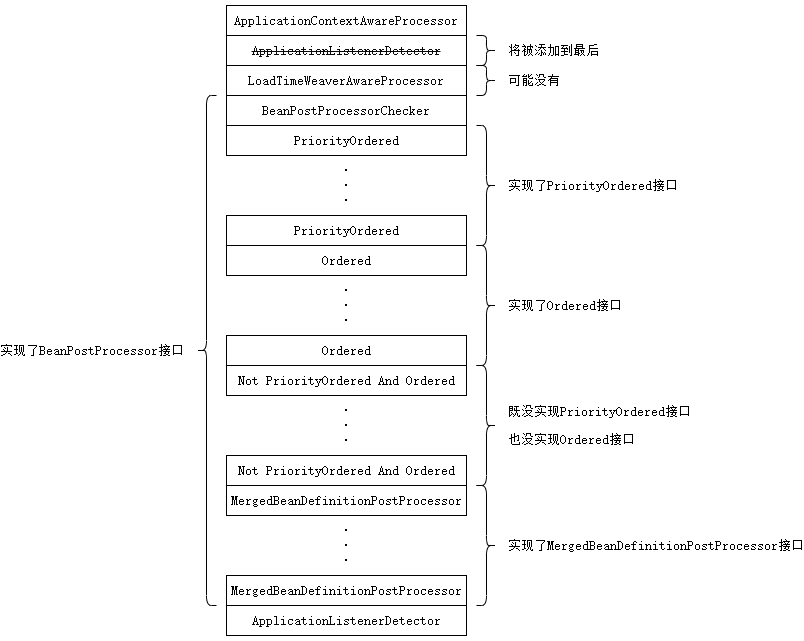 ApplicationContextAwareProcessor
ApplicationListenerDetector
将被添加到最后
LoadTimeWeaverAwareProcessor
可能没有
BeanPostProcessorChecker
PriorityOrdered
实现了PriorityOrdered接口
PriorityOrdered
Ordered
实现了Ordered接口
实现了BeanPostProcessor接口
Ordered
Not PriorityOrdered And Ordered
既没实现PriorityOrdered接口
也没实现Ordered接口
Not PriorityOrdered And Ordered
MergedBeanDefinitionPostProcessor
实现了MergedBeanDefinitionPostProcessor接口
MergedBeanDefinitionPostProcessor
ApplicationListenerDetector